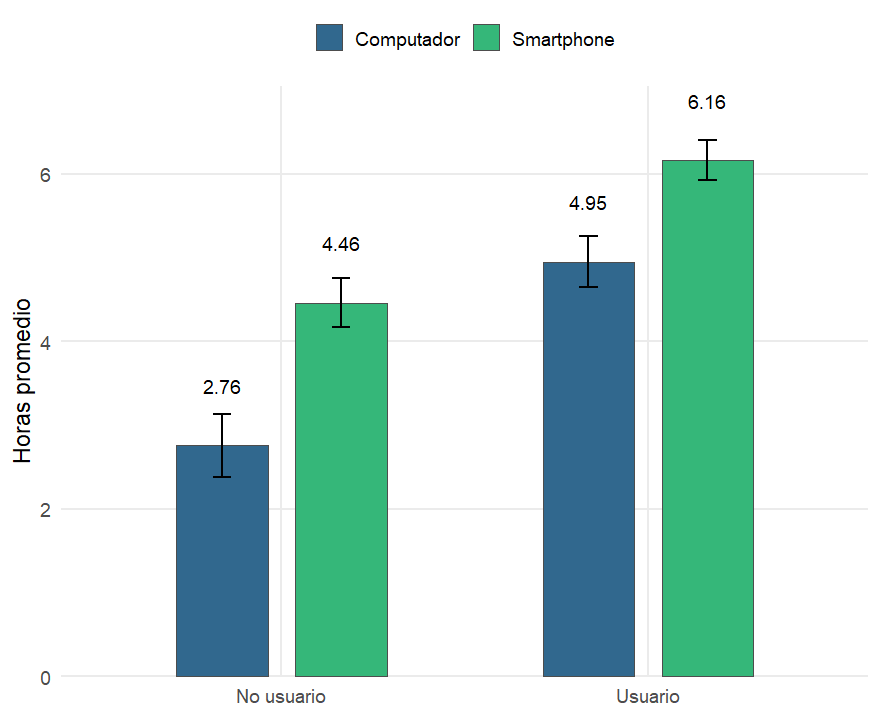 Computador Smartphone
6.16
4.95
4.46
2.76
Horas promedio
6
4
2
0
No usuario Usuario